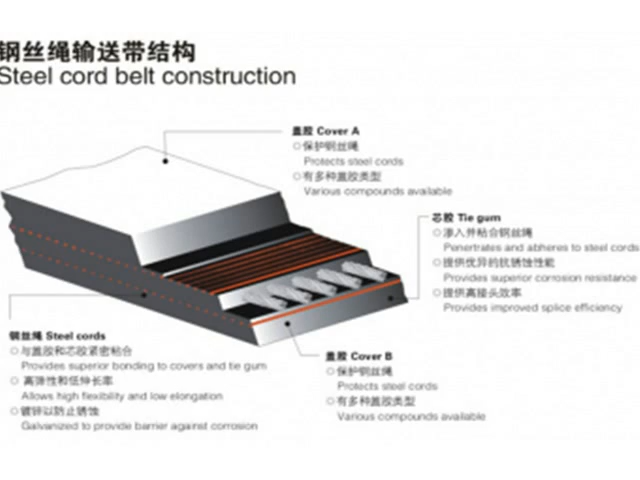 钢丝绳输送带结构
Steel cord belt construction
盖胶 Cover A
○保护钢丝绳
Protects steel cords
○有多种盖胶类型
Various compounds available
芯胶 Tie gum
○渗入并粘合钢丝绳
Penertrates and abheres to steel cords
○提供优异的抗锈蚀性能
Provides superior corrosion resistance
○提供高接头效率
Provides improved splice efficiency
钢丝绳 Steel cords
○与盖胶和芯胶紧密粘合
Provides superior bonding to covers and tie gum
○高弹性和低伸长率
Allows high flexibility and low elongation
○镀锌以防止锈蚀
Galvanized to provide barrier against corrosion
盖胶 Cover B
○保护钢丝绳
Protects steel cords
○有多种盖胶类型
Various compounds available